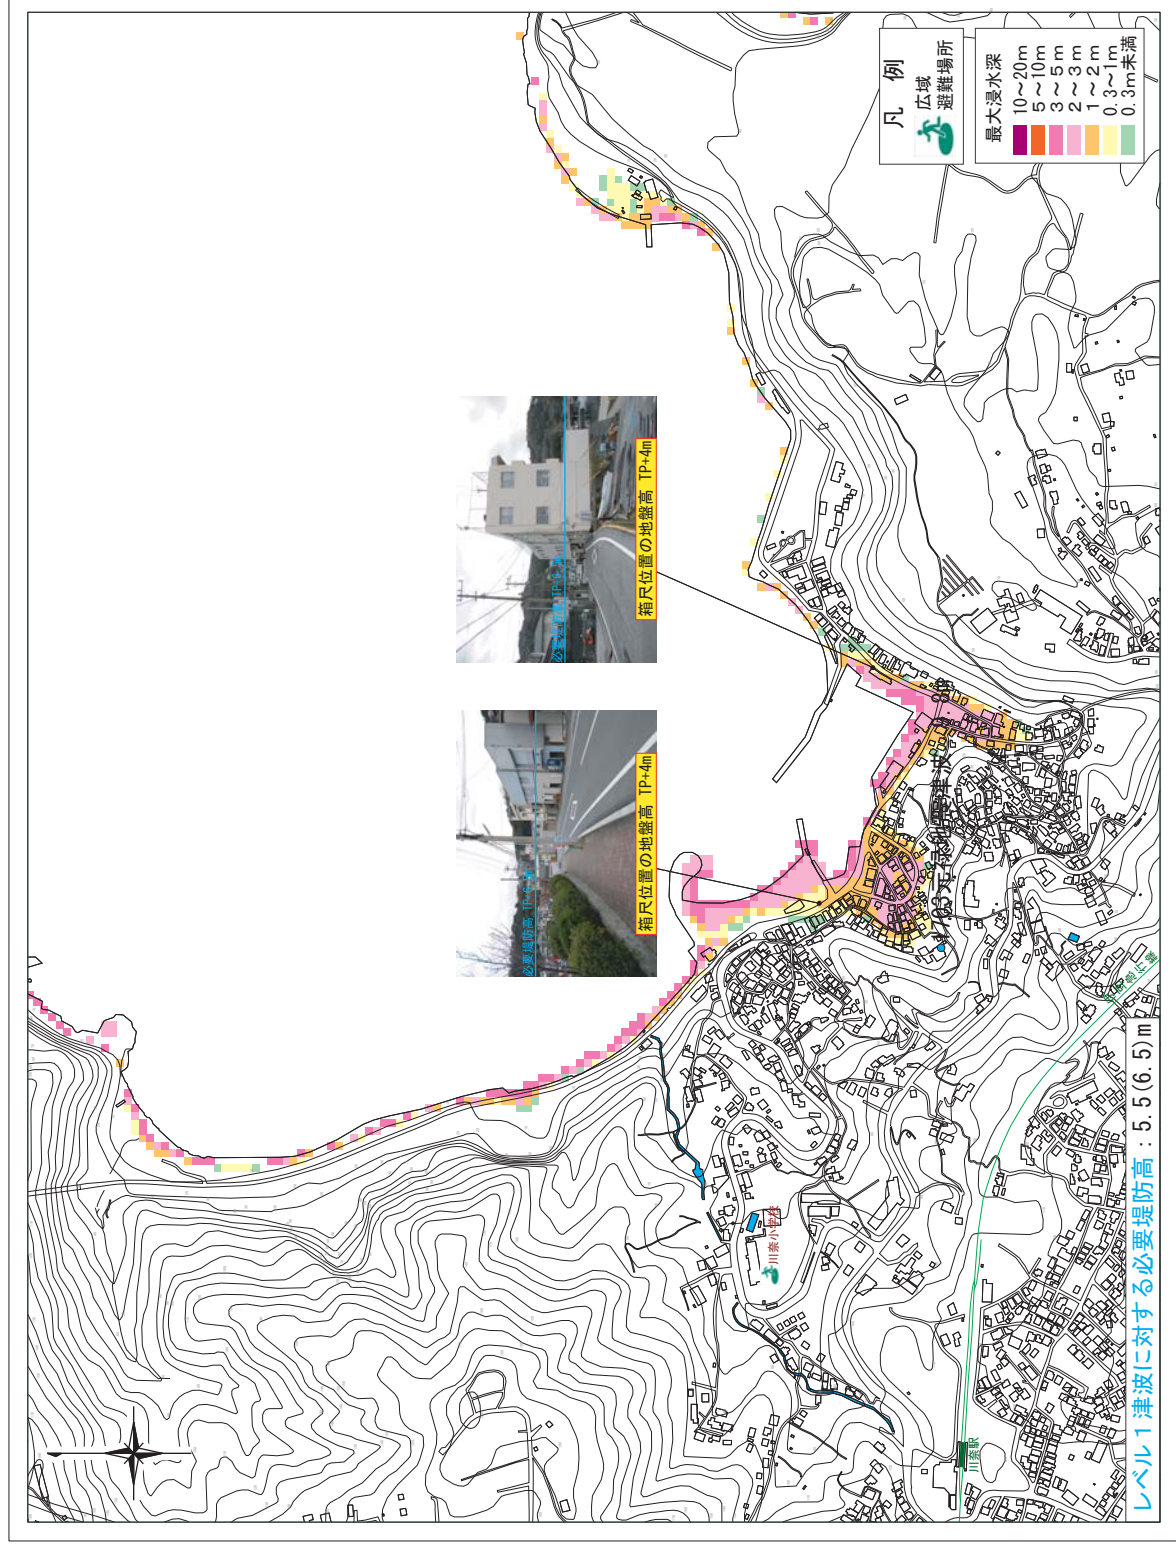 凡 例
広域
避難場所
最大浸水深
10～20m
5～10m
3～5m
2～3m
1～2m
0.3～1m
0.3m未満
箱尺位置の地盤高 TP+4m
箱尺位置の地盤高 TP+4m
川奈小学校
川奈駅
レベル1津波に対する必要堤防高：5.5(6.5)m